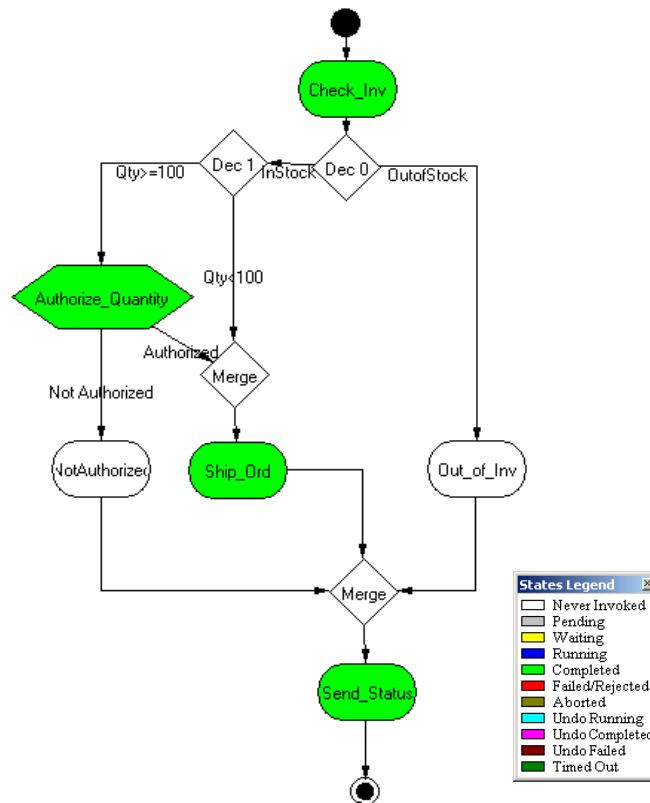 Check_Inv
Dec 1
Dec 0
Qty>=100
InStock
OutofStock
Qty<100
Authorize_Quantity
Authorized
Merge
Not Authorized
NotAuthorized
Ship_Ord
Out_of_Inv
Merge
Send_Status
States Legend
Never Invoked
Pending
Waiting
Running
Completed
Failed/Rejected
Aborted
Undo Running
Undo Completed
Undo Failed
Timed Out